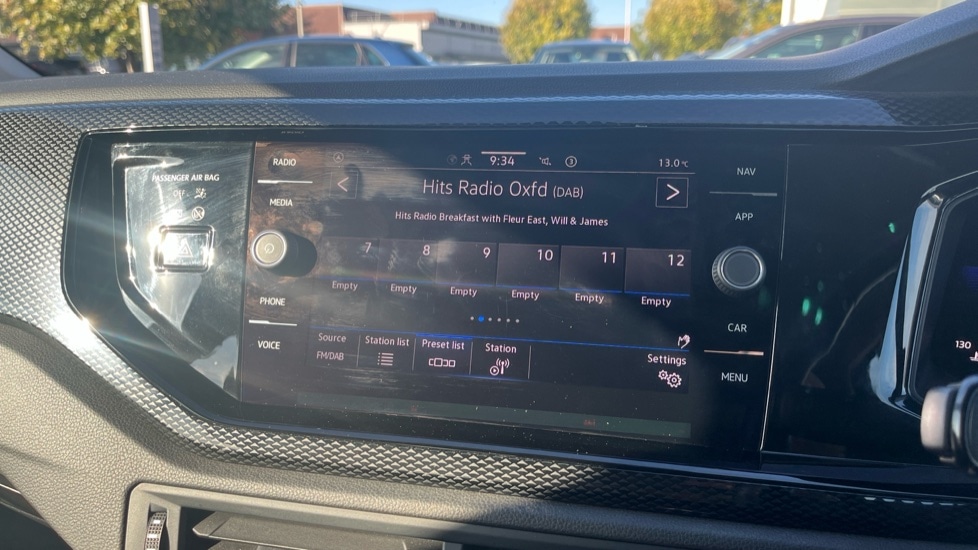 PASSENGER AIR BAG
OFF
RADIO
MEDIA
PHONE
VOICE
9:34
3
13.0°C
Hits Radio Oxfd (DAB)
Hits Radio Breakfast with Fleur East, Will & James
7 8 9 10 11 12
Empty Empty Empty Empty Empty Empty
Source Station list Preset list Station Settings
FM/DAB
NAV
APP
CAR
MENU
130